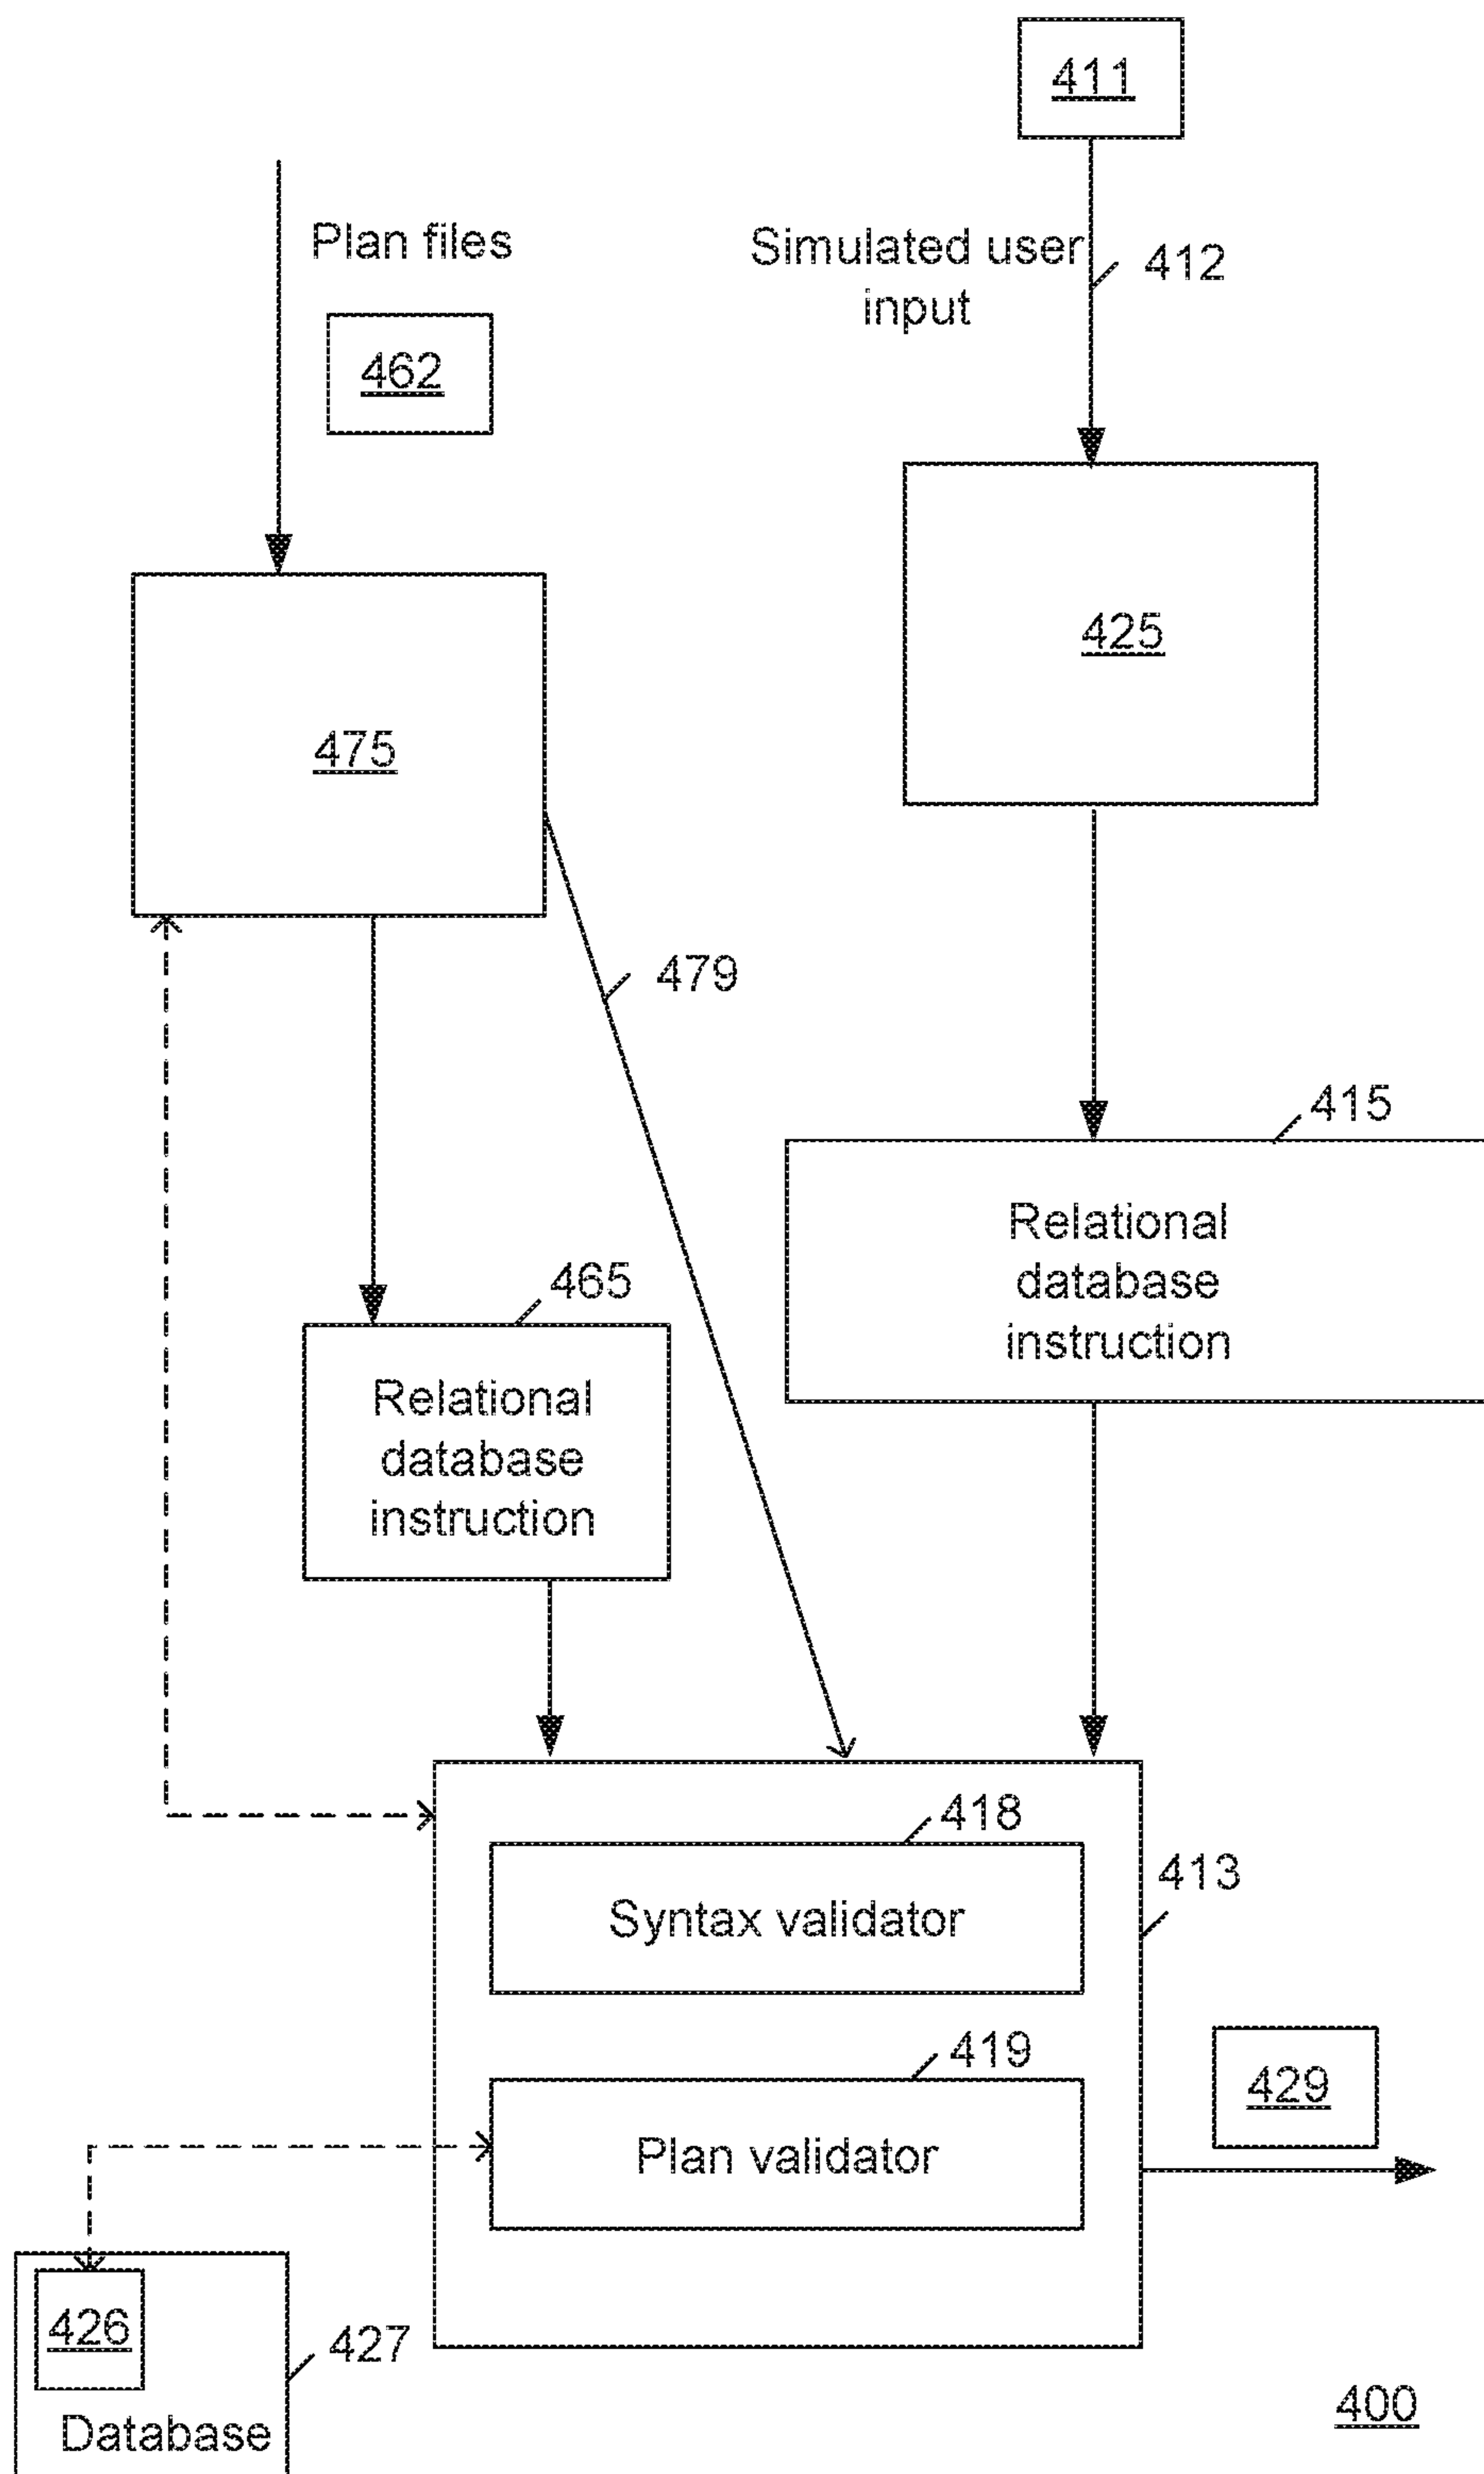 411
Plan files
Simulated user
input
412
462
425
475
479
415
Relational
database
instruction
465
Relational
database
instruction
418
413
Syntax validator
419
429
Plan validator
426
427
Database
400